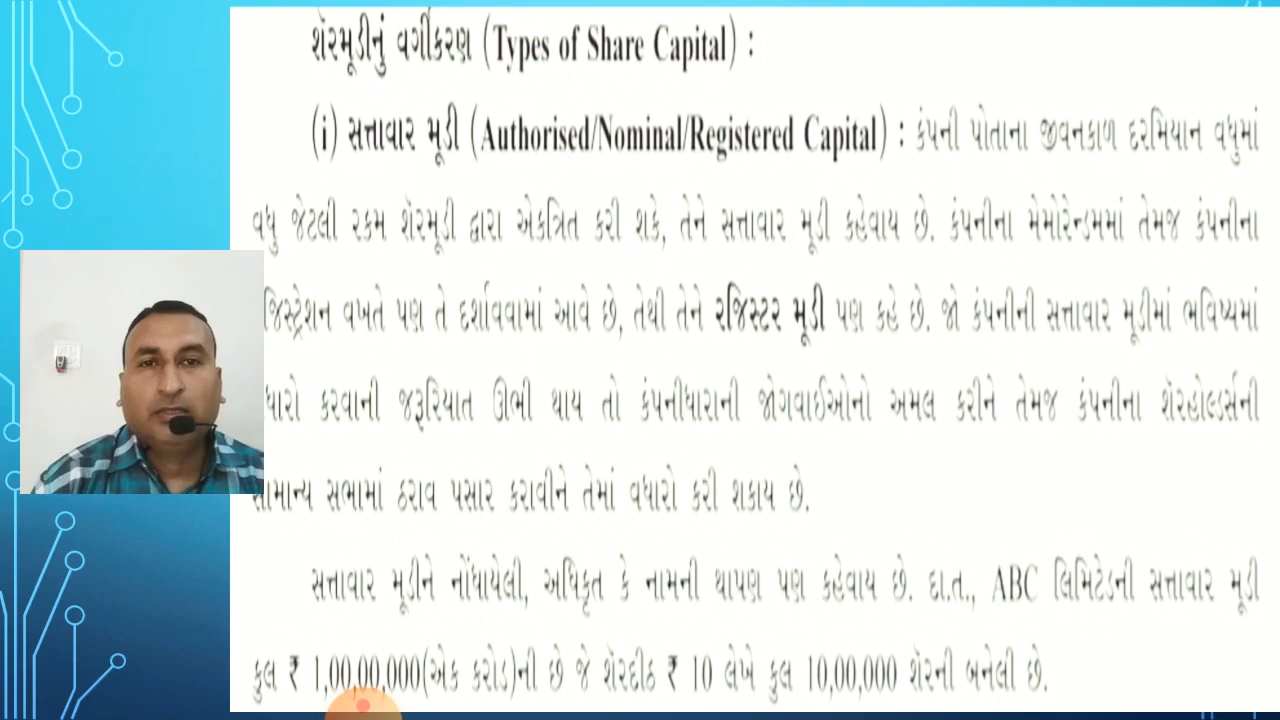 શૅરમૂડીનું વર્ગીકરણ (Types of Share Capital) :
(i) સત્તાવાર મૂડી (Authorised/Nominal/Registered Capital) : કંપની પોતાના જીવનકાળ દરમિયાન વધુમાં
વધુ જેટલી રકમ શૅરમૂડી દ્વારા એકત્રિત કરી શકે, તેને સત્તાવાર મૂડી કહેવાય છે. કંપનીના મેમોરેન્ડમમાં તેમજ કંપનીના
જિસ્ટ્રેશન વખતે પણ તે દર્શાવવામાં આવે છે, તેથી તેને રજિસ્ટર મૂડી પણ કહે છે. જો કંપનીની સત્તાવાર મૂડીમાં ભવિષ્યમાં
ધારો કરવાની જરૂરિયાત ઊભી થાય તો કંપનીધારાની જોગવાઈઓનો અમલ કરીને તેમજ કંપનીના શૅરહોલ્ડર્સની
સામાન્ય સભામાં ઠરાવ પસાર કરાવીને તેમાં વધારો કરી શકાય છે.
સત્તાવાર મૂડીને નોંધાયેલી, અધિકૃત કે નામની થાપણ પણ કહેવાય છે. દા.ત., ABC લિમિટેડની સત્તાવાર મૂડી
કુલ ₹ 1,00,00,000(એક કરોડ)ની છે જે શૅરદીઠ ₹ 10 લેખે કુલ 10,00,000 શૅરની બનેલી છે.